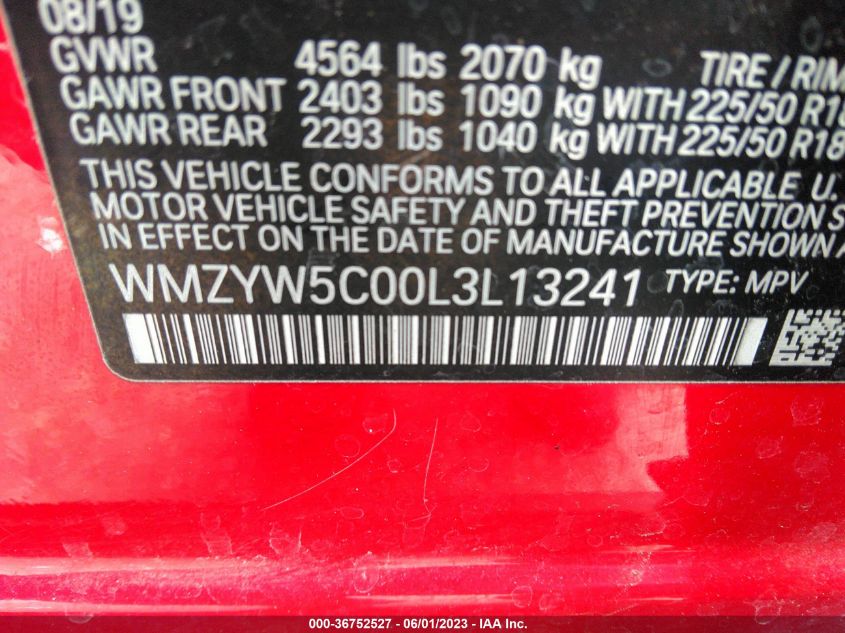 08/19
GVWR 4564 lbs 2070 kg TIRE / RIM
GAWR FRONT 2403 lbs 1090 kg WITH 225/50 R18
GAWR REAR 2293 lbs 1040 kg WITH 225/50 R18
THIS VEHICLE CONFORMS TO ALL APPLICABLE U.
MOTOR VEHICLE SAFETY AND THEFT PREVENTION S
IN EFFECT ON THE DATE OF MANUFACTURE SHOWN A
WMZYW5C00L3L13241 TYPE: MPV
000-36752527 - 06/01/2023 - IAA Inc.